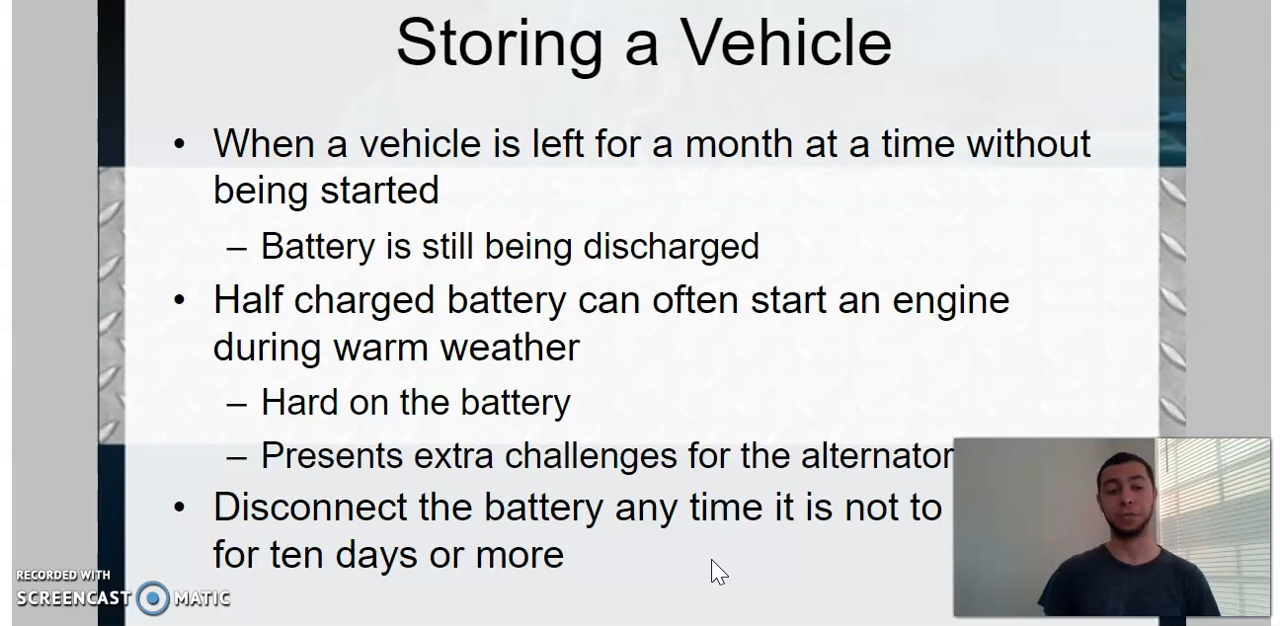 Storing a Vehicle
• When a vehicle is left for a month at a time without
being started
– Battery is still being discharged
• Half charged battery can often start an engine
during warm weather
– Hard on the battery
– Presents extra challenges for the alternator
• Disconnect the battery any time it is not to
for ten days or more
RECORDED WITH
SCREENCAST MATIC